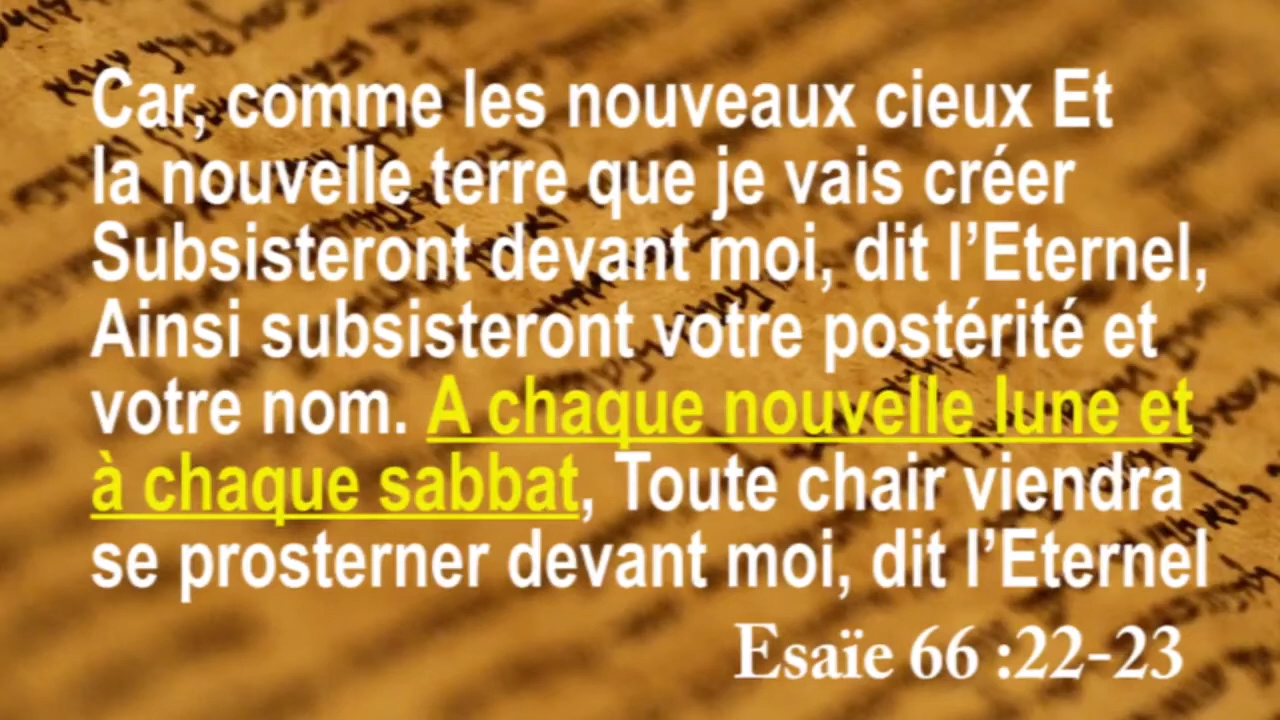 Car, comme les nouveaux cieux Et
la nouvelle terre que je vais créer
Subsisteront devant moi, dit l’Eternel,
Ainsi subsisteront votre postérité et
votre nom. A chaque nouvelle lune et
à chaque sabbat, Toute chair viendra
se prosterner devant moi, dit l’Eternel
Esaïe 66 :22-23